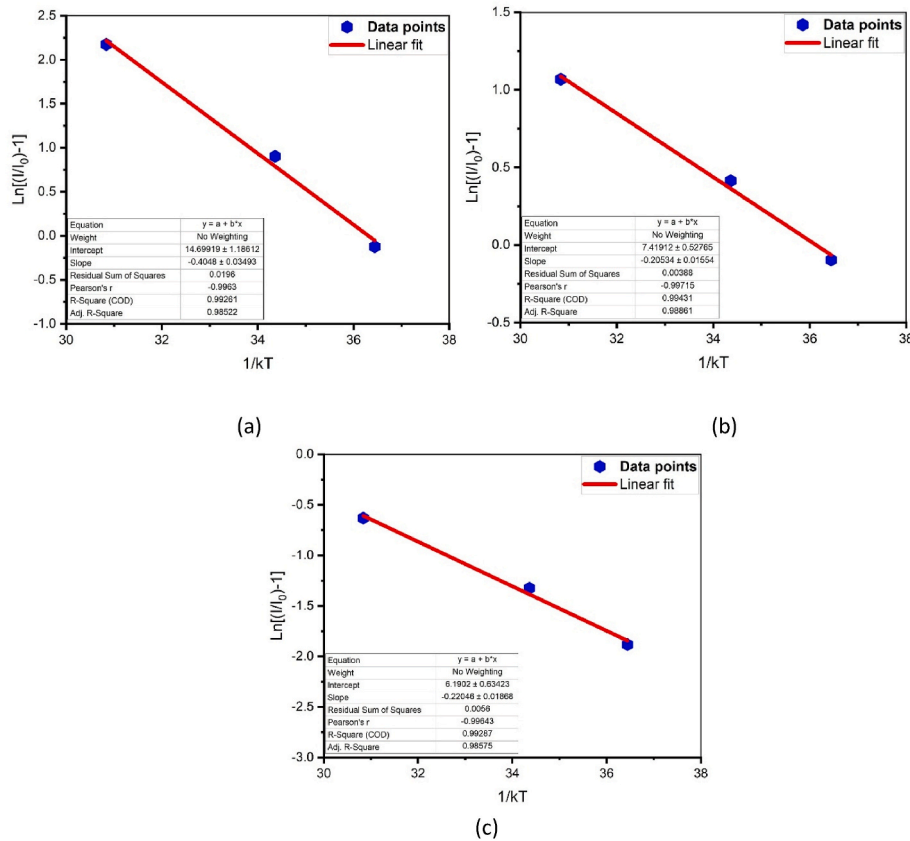 2.5
2.0
1.5
1.0
0.5
0.0
-0.5
-1.0
Ln[(I/I₀)-1]
Data points
Linear fit
Equation y = a + b*x
Weight No Weighting
Intercept 14.69919 ± 1.18612
Slope -0.4048 ± 0.03493
Residual Sum of Squares 0.0196
Pearson's r -0.9963
R-Square (COD) 0.99261
Adj. R-Square 0.98522
30 32 34 36 38
1/kT
(a)
1.5
1.0
0.5
0.0
-0.5
Ln[(I/I₀)-1]
Data points
Linear fit
Equation y = a + b*x
Weight No Weighting
Intercept 7.41912 ± 0.52765
Slope -0.20534 ± 0.01554
Residual Sum of Squares 0.00388
Pearson's r -0.99715
R-Square (COD) 0.99431
Adj. R-Square 0.98861
30 32 34 36 38
1/kT
(b)
0.0
-0.5
-1.0
-1.5
-2.0
-2.5
-3.0
Ln[(I/I₀)-1]
Data points
Linear fit
Equation y = a + b*x
Weight No Weighting
Intercept 6.1902 ± 0.63423
Slope -0.22046 ± 0.01868
Residual Sum of Squares 0.0056
Pearson's r -0.99643
R-Square (COD) 0.99287
Adj. R-Square 0.98575
30 32 34 36 38
1/kT
(c)